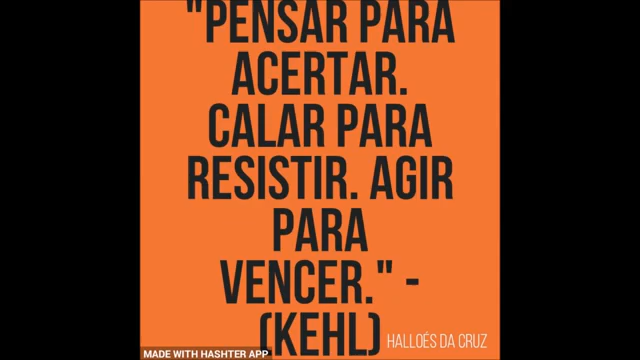 "PENSAR PARA
ACERTAR.
CALAR PARA
RESISTIR. AGIR
PARA
VENCER." -
(KEHL)
HALLOÉS DA CRUZ
MADE WITH HASHTER APP